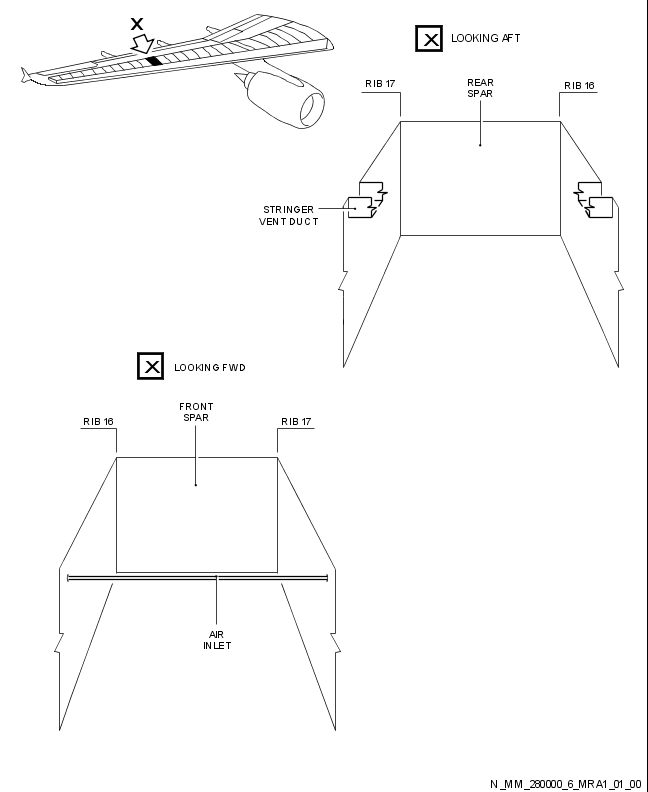 X
X LOOKING AFT
RIB 17
REAR
SPAR
RIB 16
STRINGER
VENT DUCT
X LOOKING FWD
FRONT
SPAR
RIB 16
RIB 17
AIR
INLET
N_MM_280000_6_MRA1_01_00